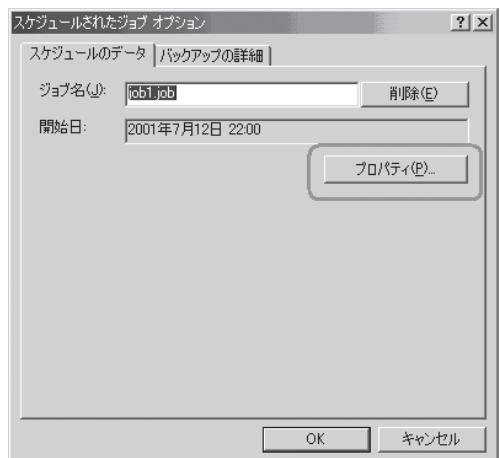 スケジュールされたジョブ オプション
スケジュールのデータ
バックアップの詳細
ジョブ名(J):
job1.job
削除(E)
開始日:
2001年7月12日 22:00
プロパティ(P)...
OK
キャンセル